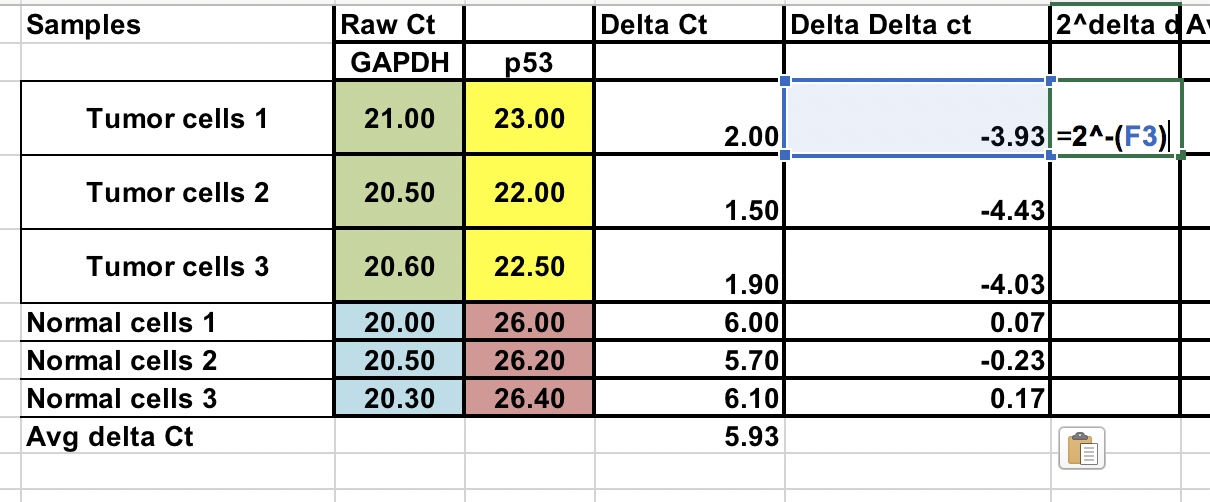 Samples Raw Ct Delta Ct Delta Delta ct 2^delta d A
GAPDH p53
Tumor cells 1 21.00 23.00 2.00 -3.93 =2^-(F3)
Tumor cells 2 20.50 22.00 1.50 -4.43
Tumor cells 3 20.60 22.50 1.90 -4.03
Normal cells 1 20.00 26.00 6.00 0.07
Normal cells 2 20.50 26.20 5.70 -0.23
Normal cells 3 20.30 26.40 6.10 0.17
Avg delta Ct 5.93